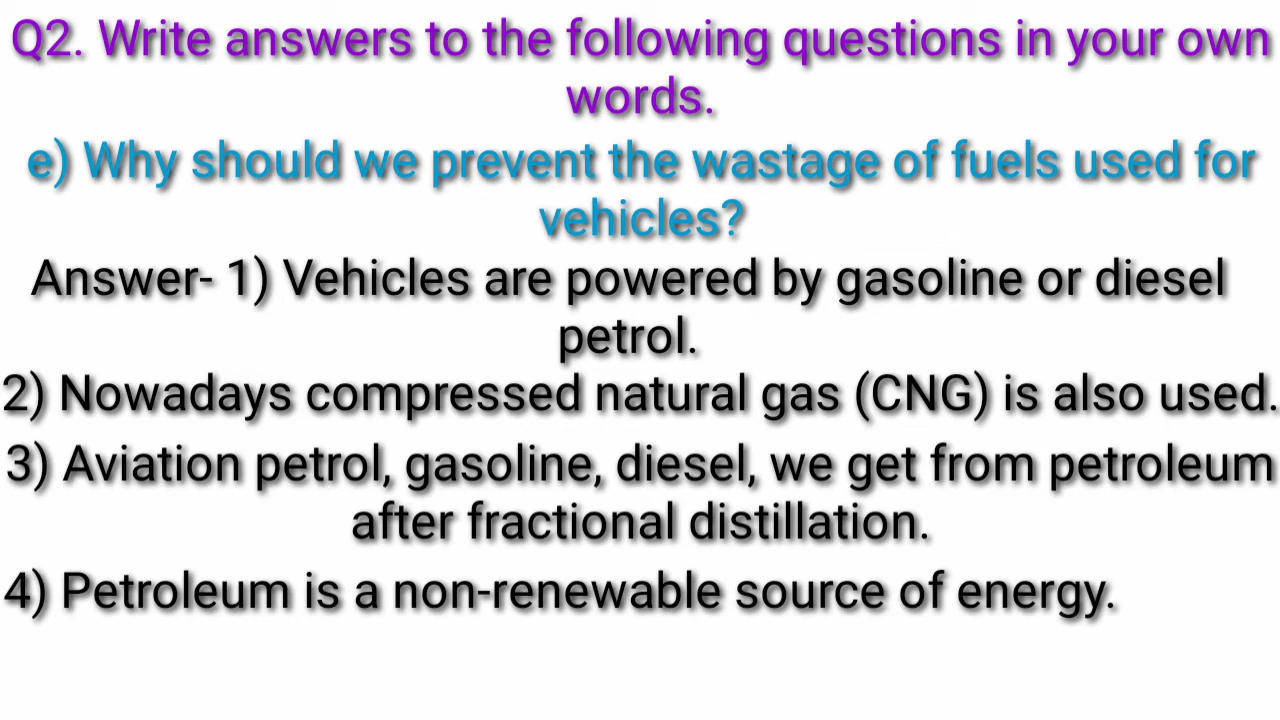 Q2. Write answers to the following questions in your own
words.
e) Why should we prevent the wastage of fuels used for
vehicles?
Answer- 1) Vehicles are powered by gasoline or diesel
petrol.
2) Nowadays compressed natural gas (CNG) is also used.
3) Aviation petrol, gasoline, diesel, we get from petroleum
after fractional distillation.
4) Petroleum is a non-renewable source of energy.